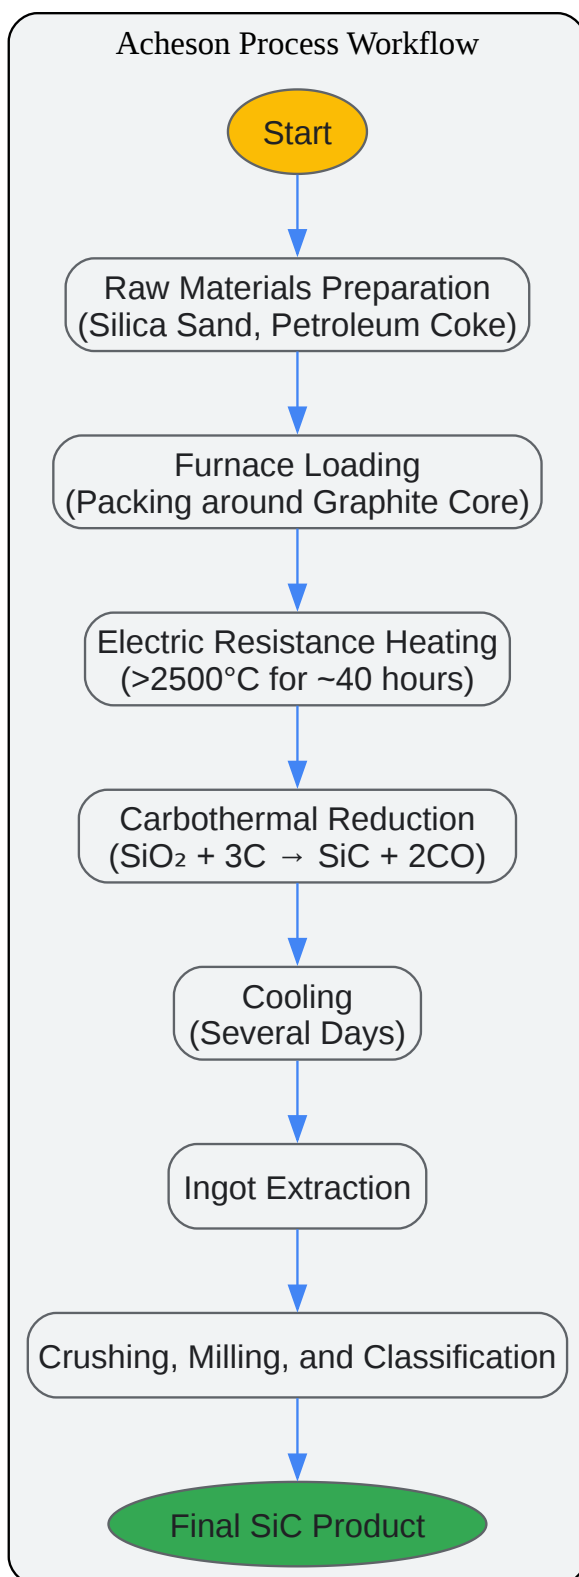 Acheson Process Workflow
Start
Raw Materials Preparation
(Silica Sand, Petroleum Coke)
Furnace Loading
(Packing around Graphite Core)
Electric Resistance Heating
(>2500°C for ~40 hours)
Carbothermal Reduction
(SiO₂ + 3C → SiC + 2CO)
Cooling
(Several Days)
Ingot Extraction
Crushing, Milling, and Classification
Final SiC Product